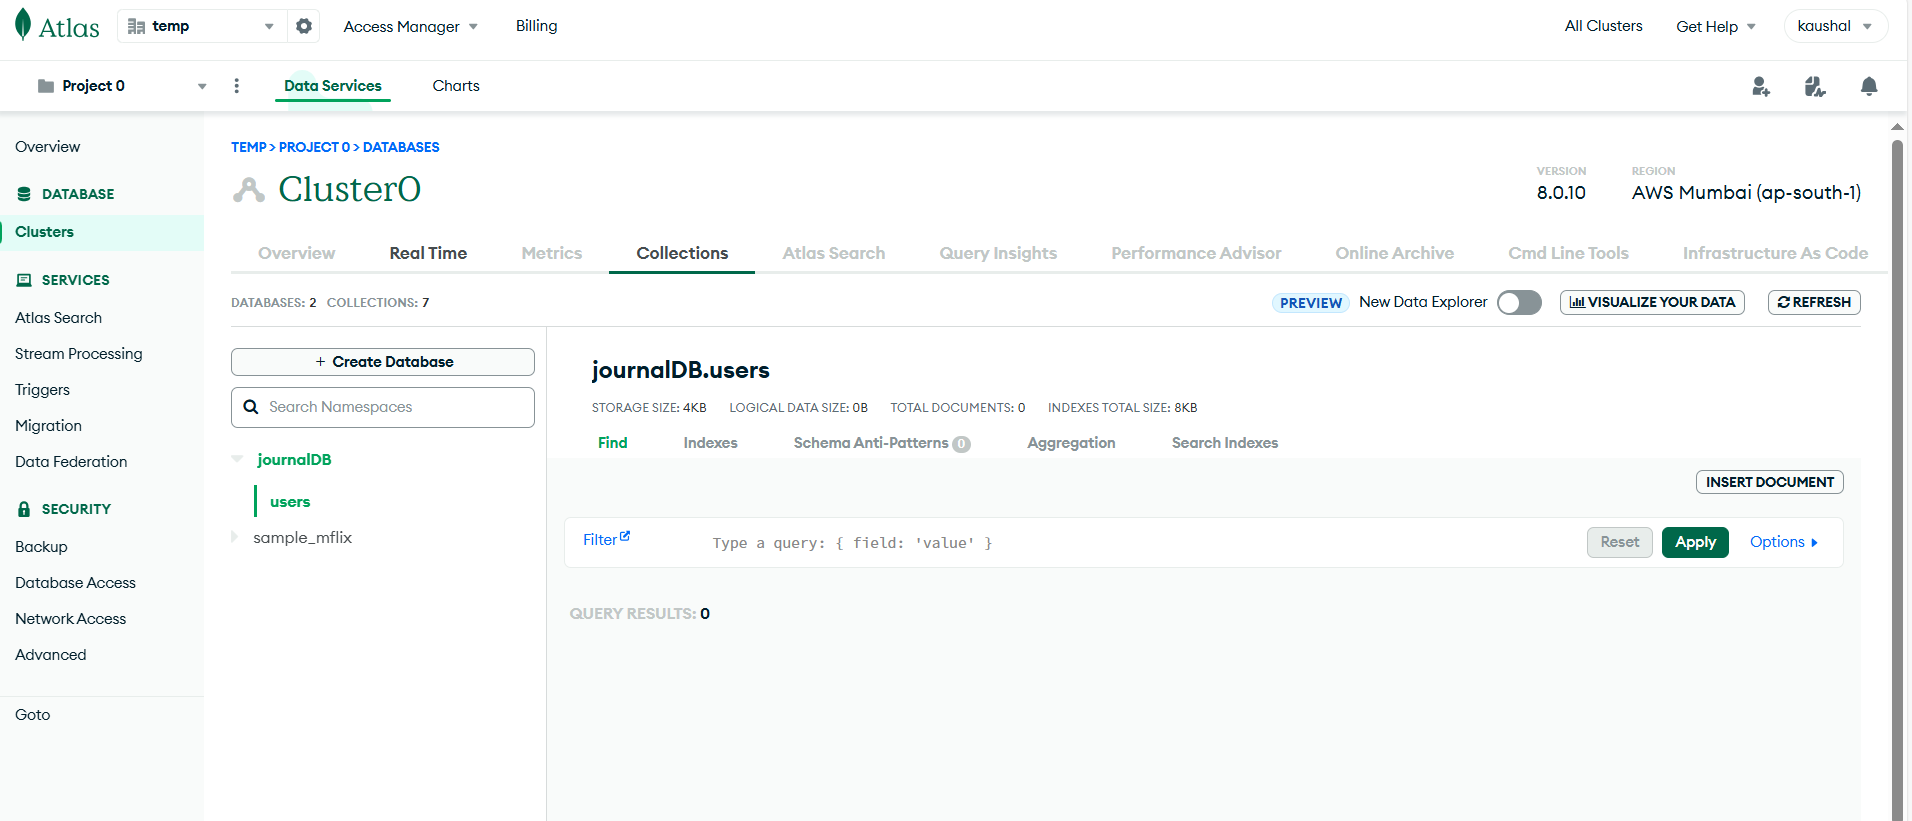 Atlas temp Access Manager Billing All Clusters Get Help kaushal
Project 0 Data Services Charts
Overview
DATABASE
Clusters
SERVICES
Atlas Search
Stream Processing
Triggers
Migration
Data Federation
SECURITY
Backup
Database Access
Network Access
Advanced
Goto
TEMP > PROJECT 0 > DATABASES
Cluster0
VERSION
8.0.10
REGION
AWS Mumbai (ap-south-1)
Overview Real Time Metrics Collections Atlas Search Query Insights Performance Advisor Online Archive Cmd Line Tools Infrastructure As Code
DATABASES: 2 COLLECTIONS: 7 PREVIEW New Data Explorer VISUALIZE YOUR DATA REFRESH
+ Create Database
Search Namespaces
journalDB
users
sample_mflix
journalDB.users
STORAGE SIZE: 4KB LOGICAL DATA SIZE: 0B TOTAL DOCUMENTS: 0 INDEXES TOTAL SIZE: 8KB
Find Indexes Schema Anti-Patterns 0 Aggregation Search Indexes
INSERT DOCUMENT
Filter Type a query: { field: 'value' } Reset Apply Options
QUERY RESULTS: 0